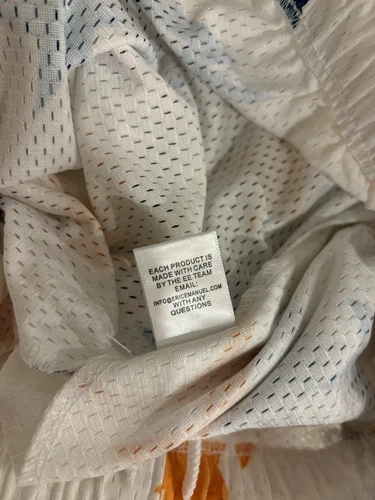 EACH PRODUCT IS
MADE WITH CARE
BY THE EE TEAM
EMAIL:
INFO@ERICEMANUEL.COM
WITH ANY
QUESTIONS